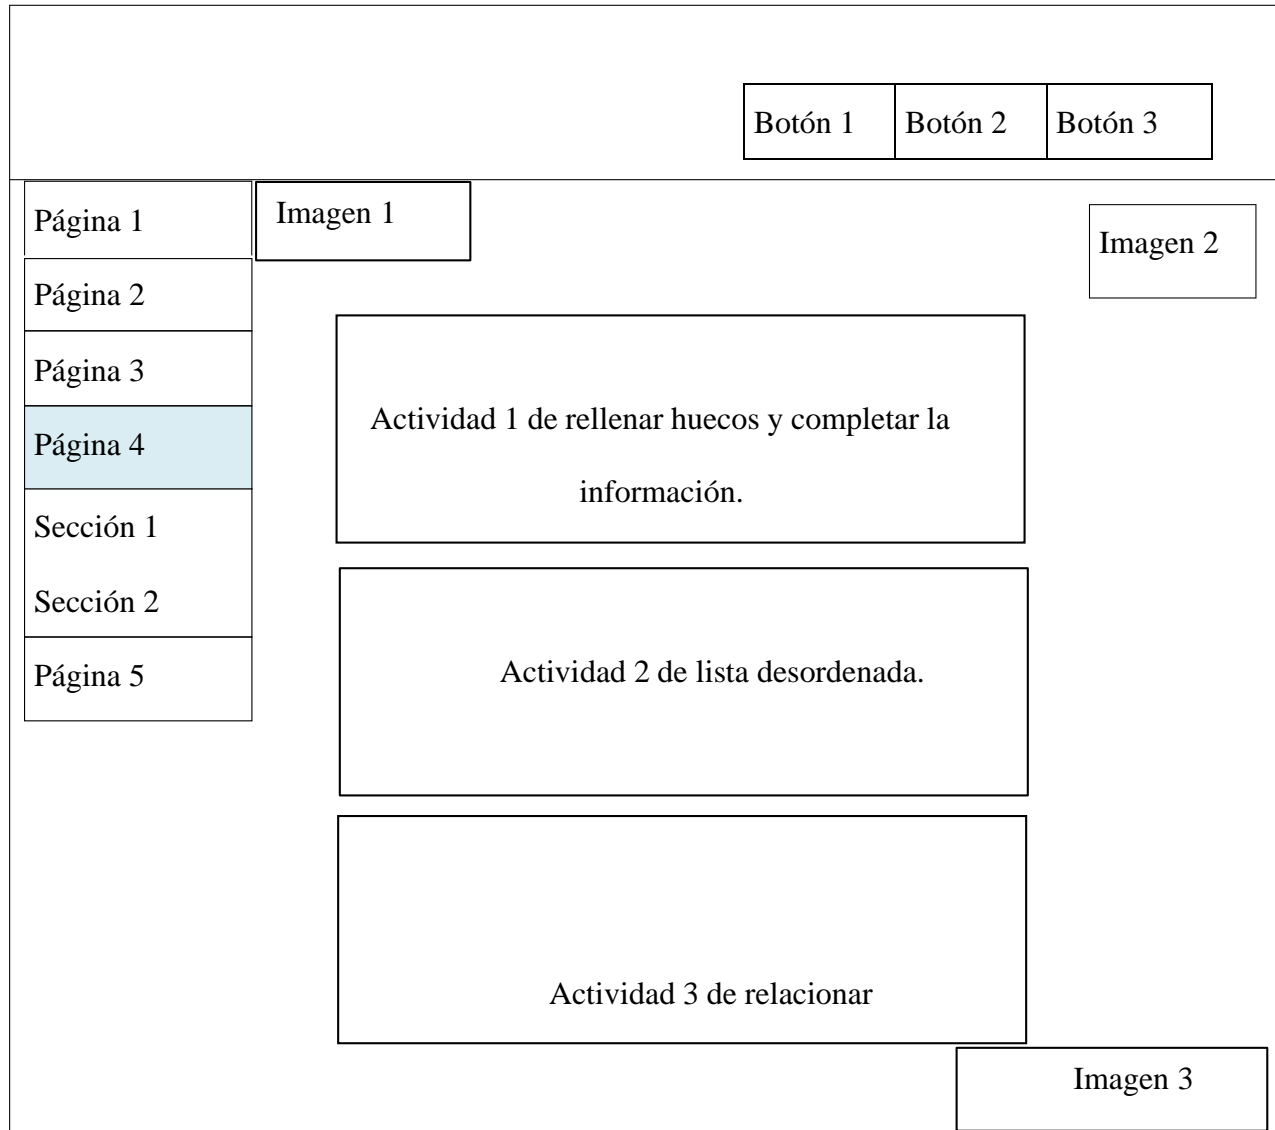 Botón 1 Botón 2 Botón 3
Página 1
Página 2
Página 3
Página 4
Sección 1
Sección 2
Página 5
Imagen 1
Imagen 2
Actividad 1 de rellenar huecos y completar la
información.
Actividad 2 de lista desordenada.
Actividad 3 de relacionar
Imagen 3